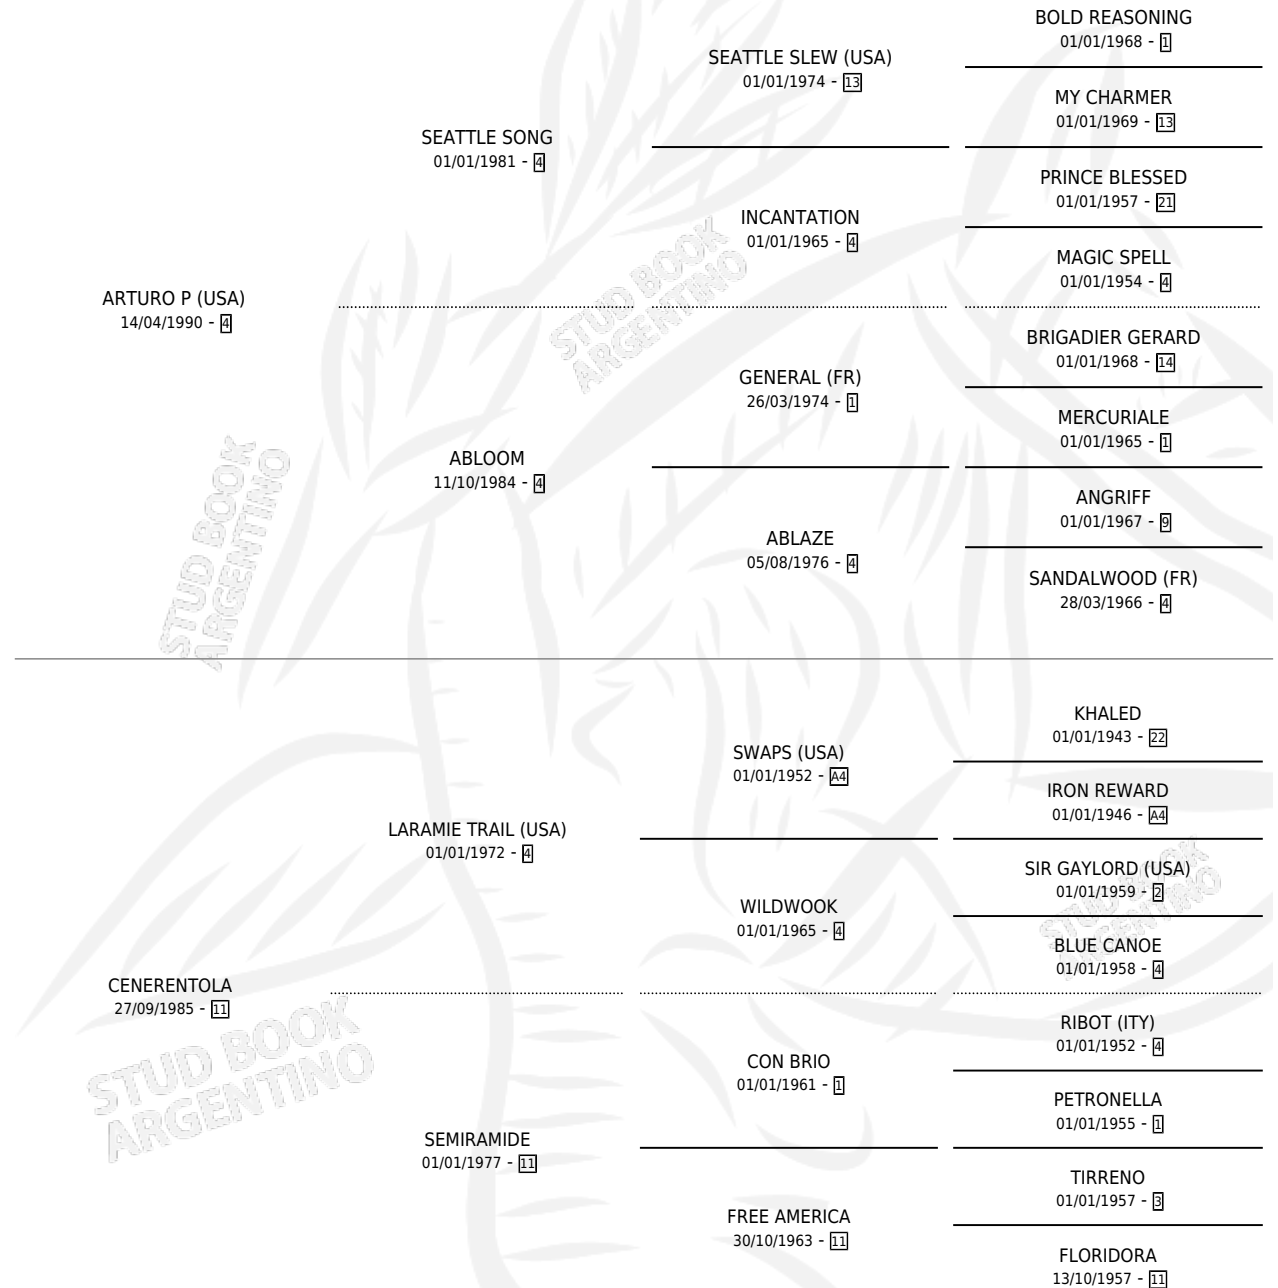 BOLD REASONING
01/01/1968 - 1
SEATTLE SLEW (USA)
01/01/1974 - 13
MY CHARMER
01/01/1969 - 13
SEATTLE SONG
01/01/1981 - 4
PRINCE BLESSED
01/01/1957 - 21
INCANTATION
01/01/1965 - 4
MAGIC SPELL
01/01/1954 - 4
ARTURO P (USA)
14/04/1990 - 4
BRIGADIER GERARD
01/01/1968 - 14
GENERAL (FR)
26/03/1974 - 1
MERCURIALE
01/01/1965 - 1
ABLOOM
11/10/1984 - 4
ANGRIFF
01/01/1967 - 9
ABLAZE
05/08/1976 - 4
SANDALWOOD (FR)
28/03/1966 - 4
KHALED
01/01/1943 - 22
SWAPS (USA)
01/01/1952 - A4
IRON REWARD
01/01/1946 - A4
LARAMIE TRAIL (USA)
01/01/1972 - 4
SIR GAYLORD (USA)
01/01/1959 - 2
WILDWOOK
01/01/1965 - 4
BLUE CANOE
01/01/1958 - 4
CENERENTOLA
27/09/1985 - 11
RIBOT (ITY)
01/01/1952 - 4
CON BRIO
01/01/1961 - 1
PETRONELLA
01/01/1955 - 1
SEMIRAMIDE
01/01/1977 - 11
TIRRENO
01/01/1957 - 3
FREE AMERICA
30/10/1963 - 11
FLORIDORA
13/10/1957 - 11
STUD BOOK
ARGENTINO
STUD BOOK
ARGENTINO
STUD BOOK
ARGENTINO
STUD BOOK
ARGENTINO